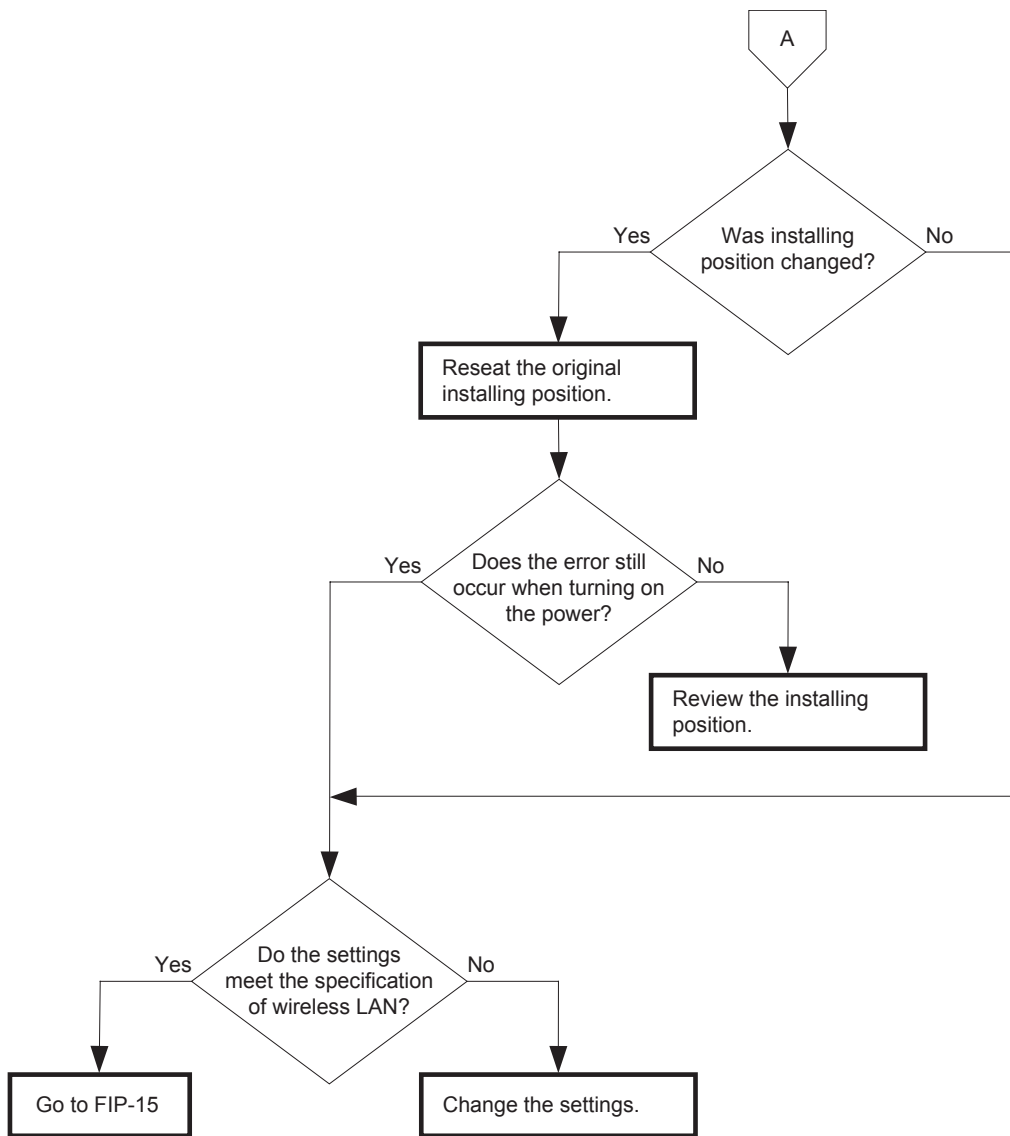 A
Was installing
position changed?
Yes
No
Reseat the original
installing position.
Does the error still
occur when turning on
the power?
Yes
No
Review the installing
position.
Do the settings
meet the specification
of wireless LAN?
Yes
No
Go to FIP-15
Change the settings.